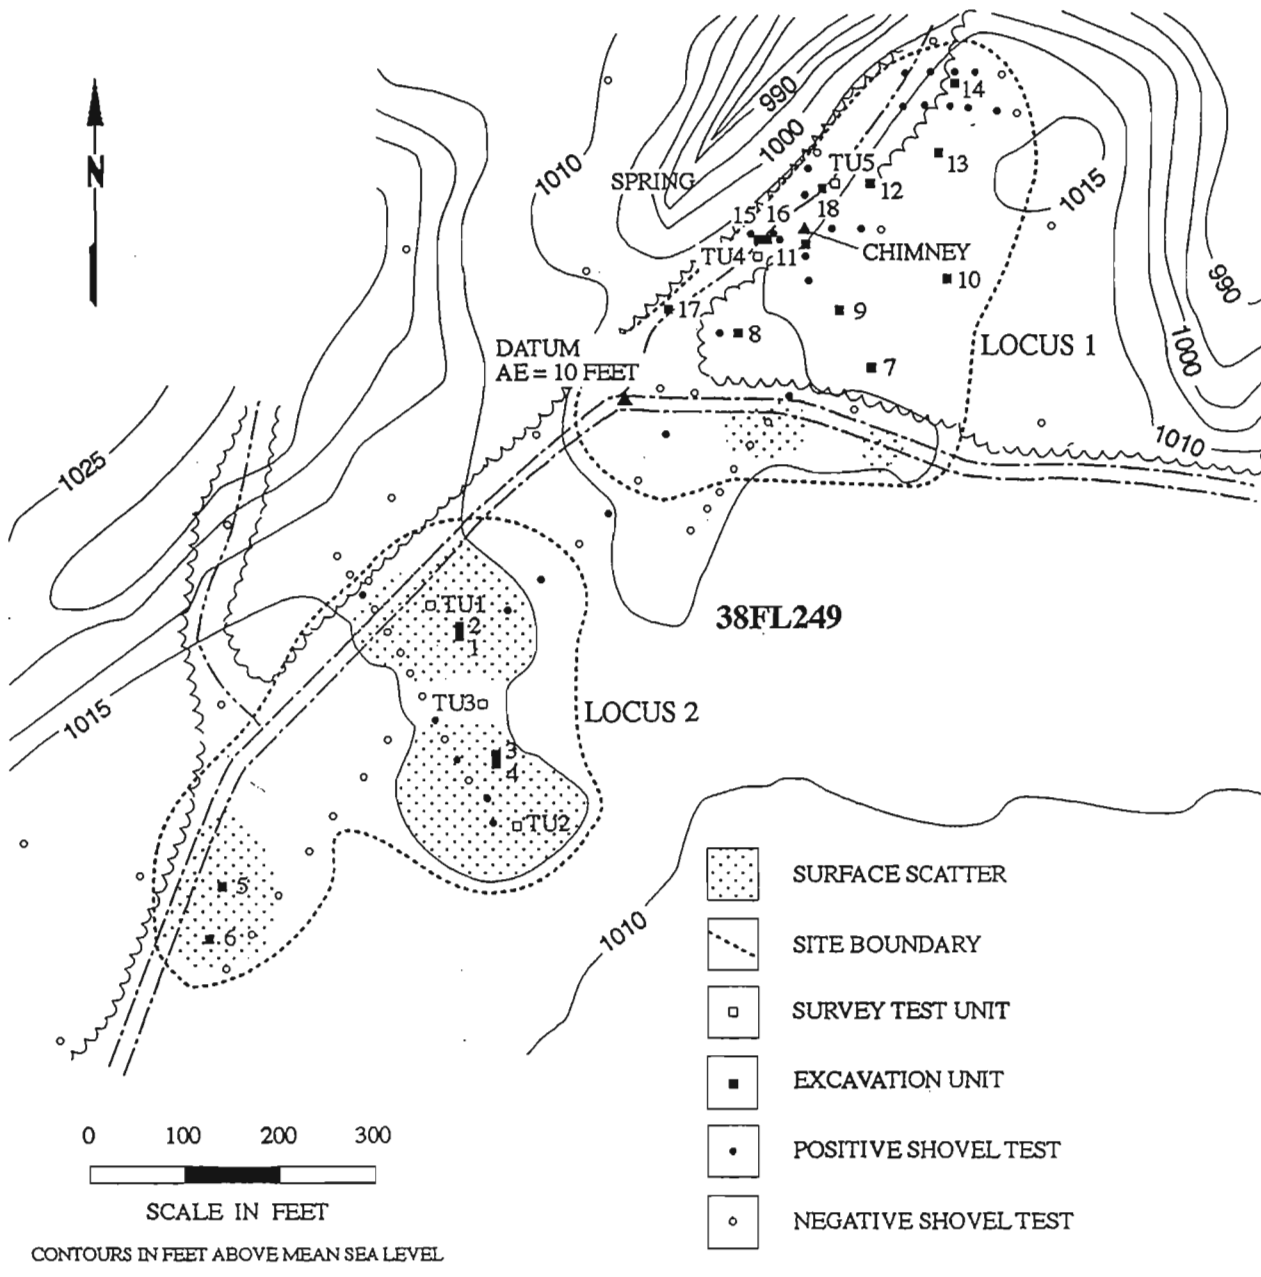 990
1000
1010
SPRING
N
TU5
14
13
12
1015
18
15
16
TU4
11
CHIMNEY
10
990
17
9
8
LOCUS 1
1000
DATUM
AE = 10 FEET
7
1010
1025
38FL249
TU1
2
1
TU3
LOCUS 2
1015
3
4
TU2
5
6
1010
SURFACE SCATTER
SITE BOUNDARY
SURVEY TEST UNIT
EXCAVATION UNIT
POSITIVE SHOVEL TEST
NEGATIVE SHOVEL TEST
0 100 200 300
SCALE IN FEET
CONTOURS IN FEET ABOVE MEAN SEA LEVEL